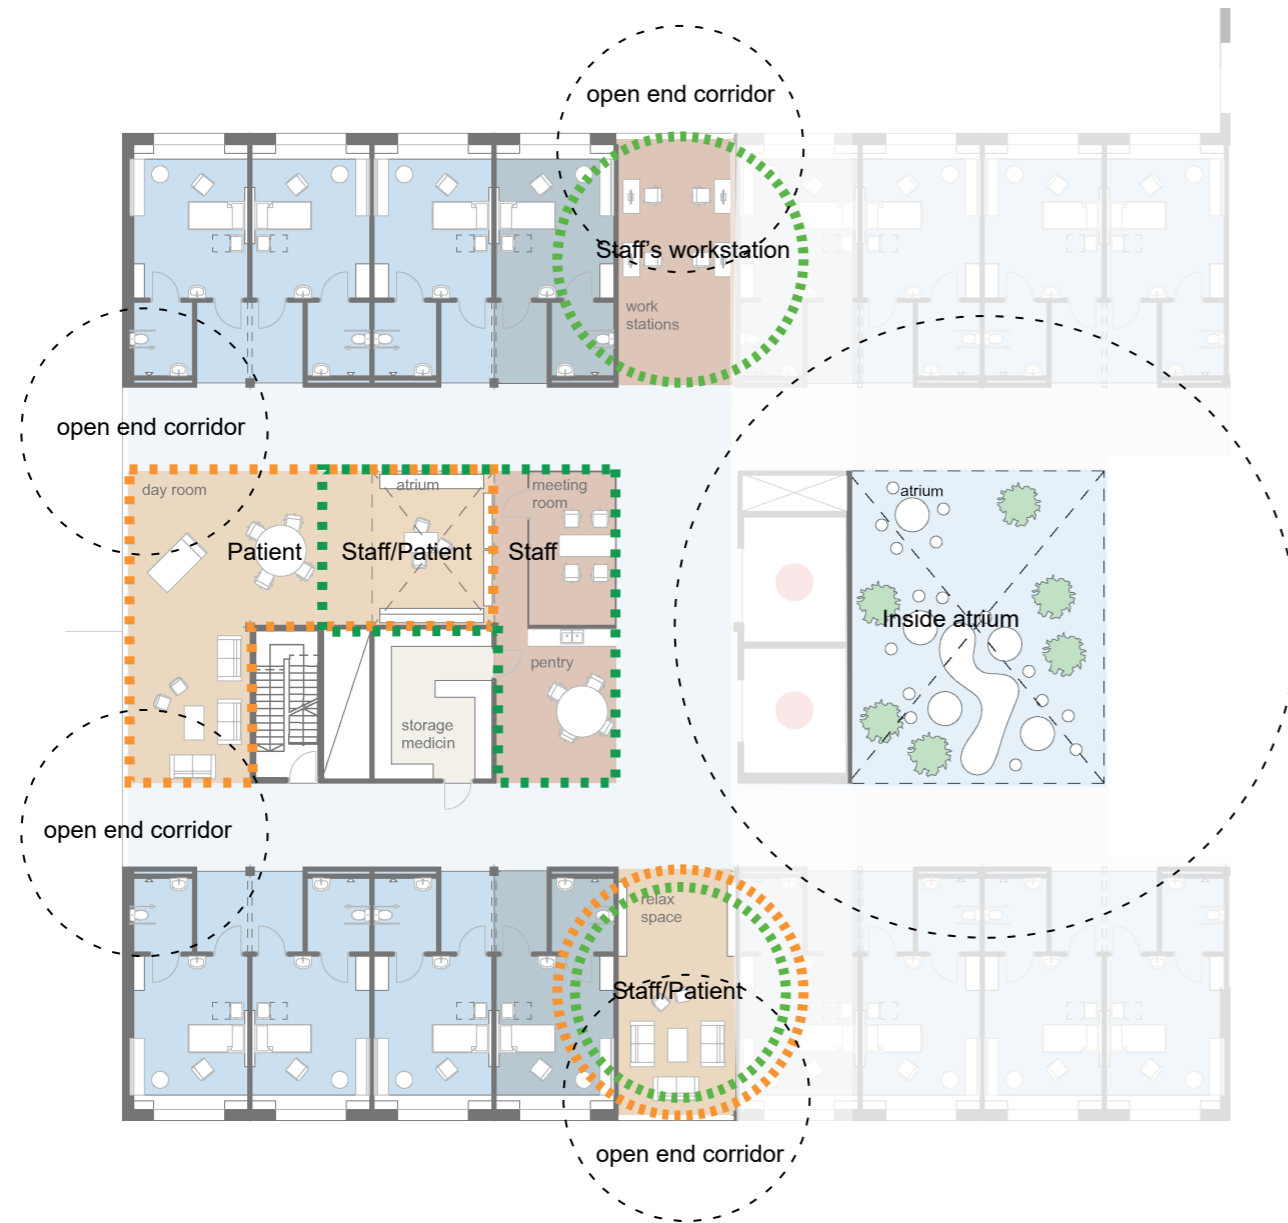 open end corridor
Staff's workstation
work
stations
open end corridor
day room
atrium
meeting
room
atrium
Patient
Staff/Patient
Staff
Inside atrium
pentry
storage
medicin
open end corridor
relax
space
Staff/Patient
open end corridor